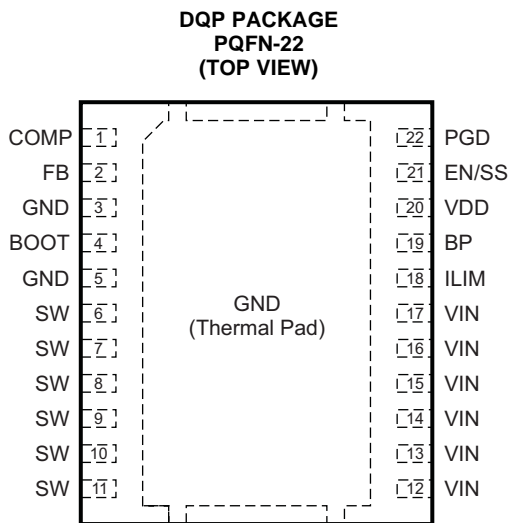 DQP PACKAGE
PQFN-22
(TOP VIEW)
COMP 1 22 PGD
FB 2 21 EN/SS
GND 3 20 VDD
BOOT 4 19 BP
GND 5 18 ILIM
SW 6 17 VIN
GND
(Thermal Pad)
SW 7 16 VIN
SW 8 15 VIN
SW 9 14 VIN
SW 10 13 VIN
SW 11 12 VIN